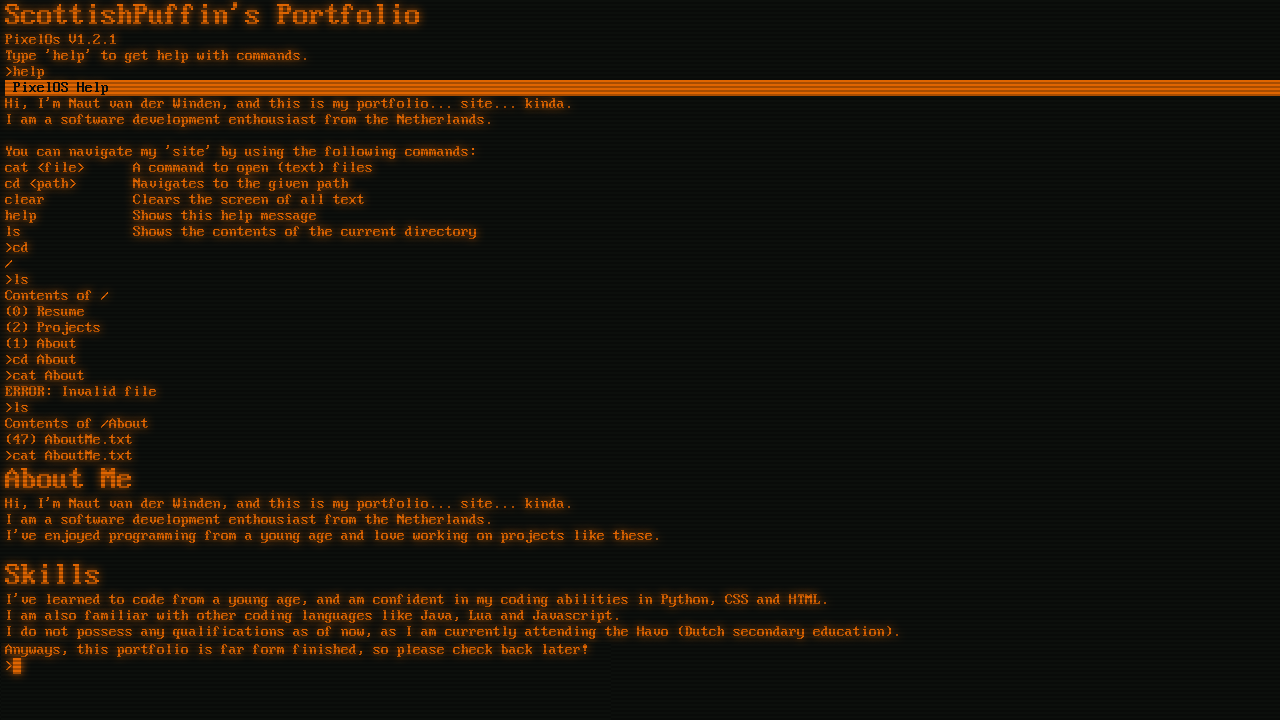 ScottishPuffin's Portfolio
PixelOs V1.2.1
Type 'help' to get help with commands.
>help
PixelOS Help
Hi, I'm Naut van der Winden, and this is my portfolio... site... kinda.
I am a software development enthousiast from the Netherlands.
You can navigate my 'site' by using the following commands:
cat <file>      A command to open (text) files
cd <path>       Navigates to the given path
clear           Clears the screen of all text
help            Shows this help message
ls              Shows the contents of the current directory
>cd
/
>ls
Contents of /
(0) Resume
(2) Projects
(1) About
>cd About
>cat About
ERROR: Invalid file
>ls
Contents of /About
(47) AboutMe.txt
>cat AboutMe.txt
About Me
Hi, I'm Naut van der Winden, and this is my portfolio... site... kinda.
I am a software development enthousiast from the Netherlands.
I've enjoyed programming from a young age and love working on projects like these.
Skills
I've learned to code from a young age, and am confident in my coding abilities in Python, CSS and HTML.
I am also familiar with other coding languages like Java, Lua and Javascript.
I do not possess any qualifications as of now, as I am currently attending the Havo (Dutch secondary education).
Anyways, this portfolio is far form finished, so please check back later!
>